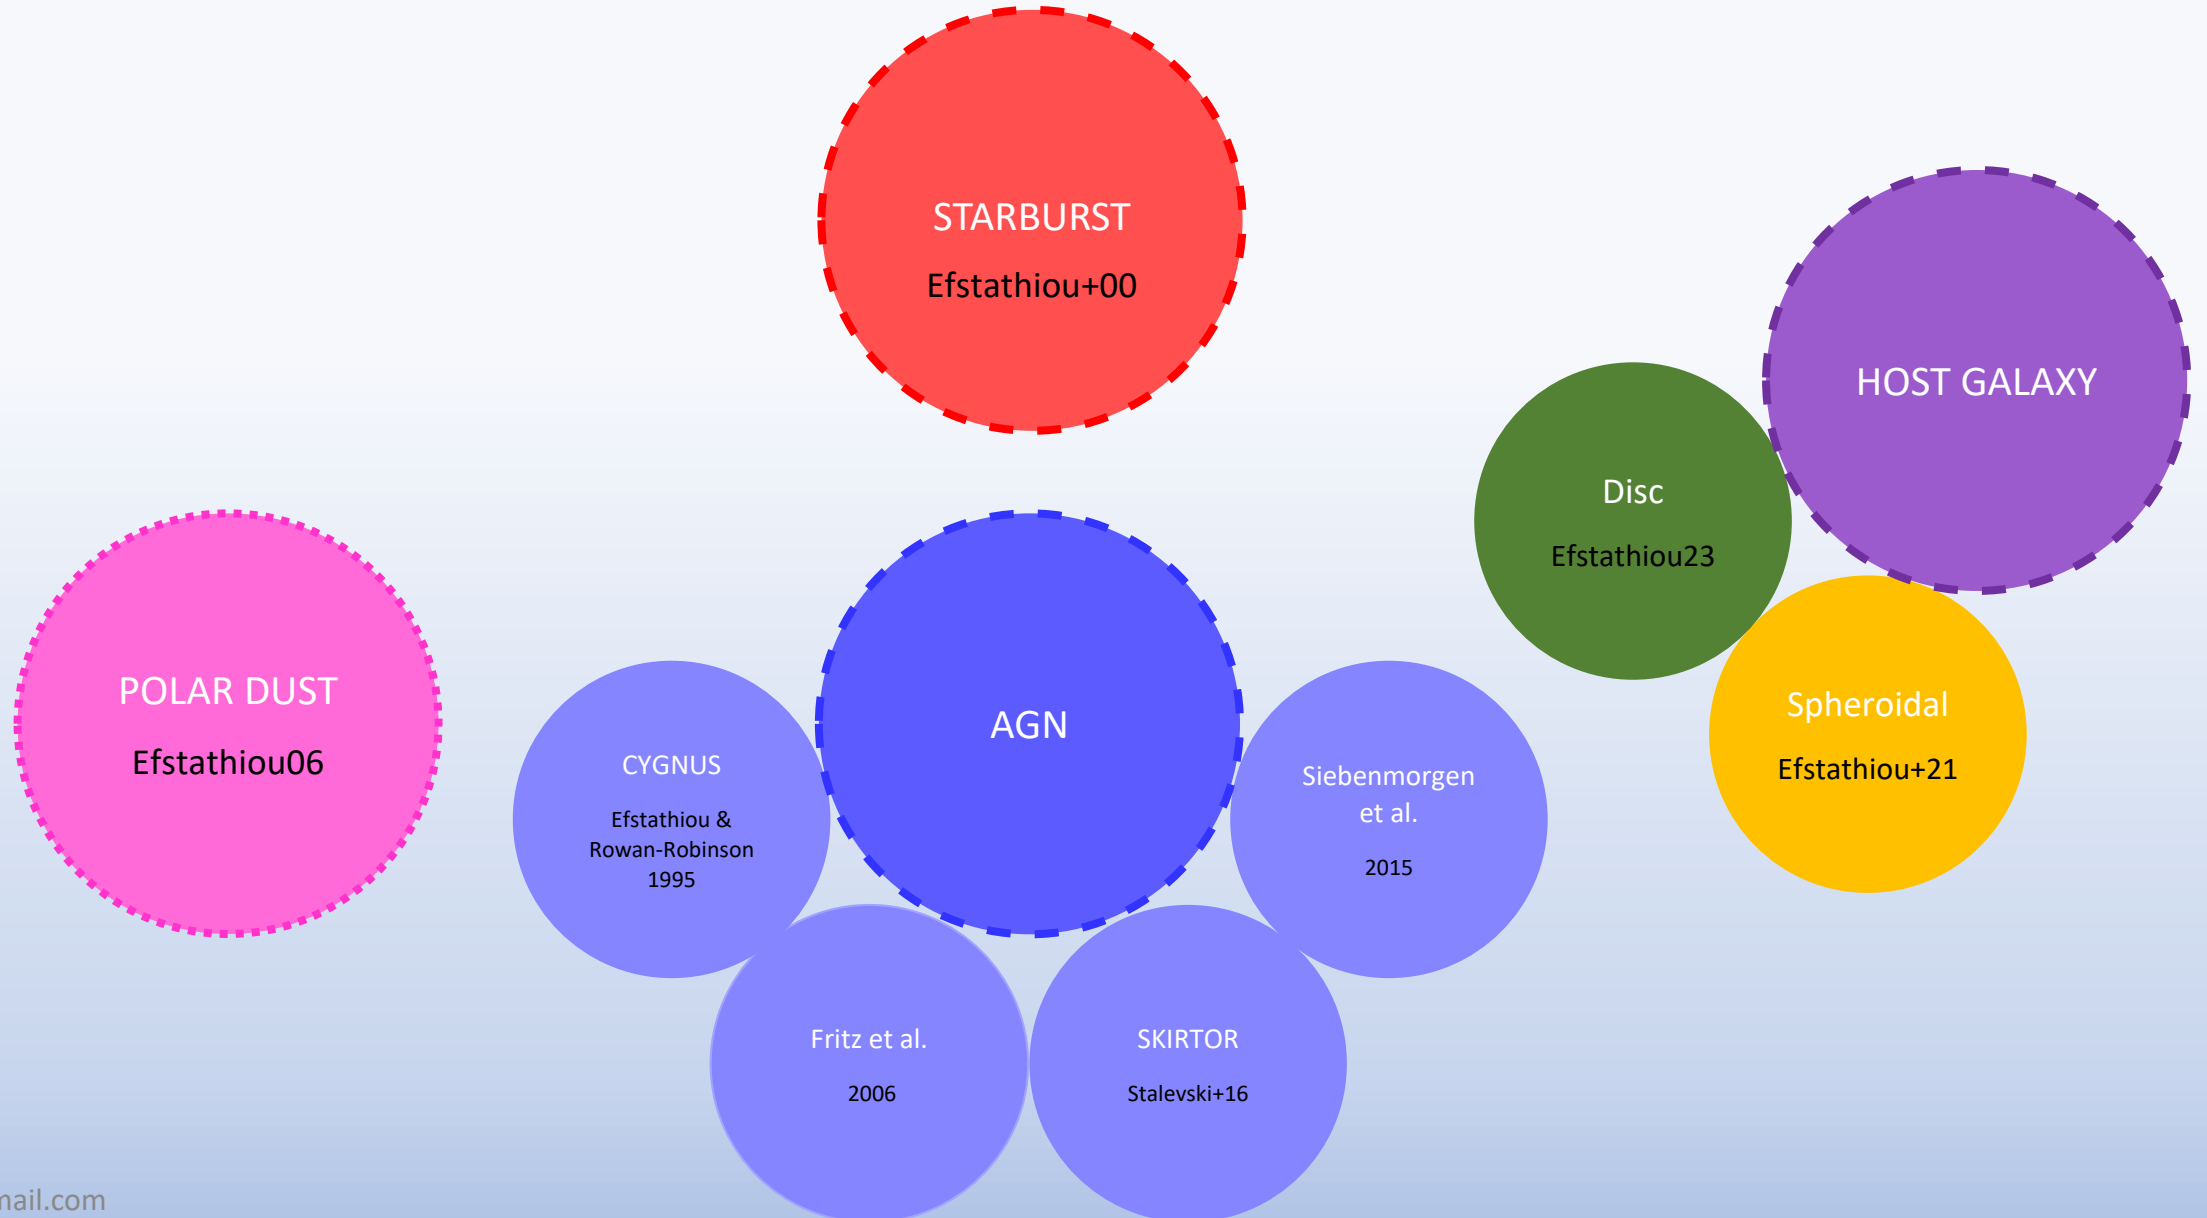 STARBURST
Efstathiou+00
HOST GALAXY
Disc
Efstathiou23
Spheroidal
Efstathiou+21
POLAR DUST
Efstathiou06
AGN
CYGNUS
Efstathiou &
Rowan-Robinson
1995
Siebenmorgen
et al.
2015
Fritz et al.
2006
SKIRTOR
Stalevski+16
mail.com